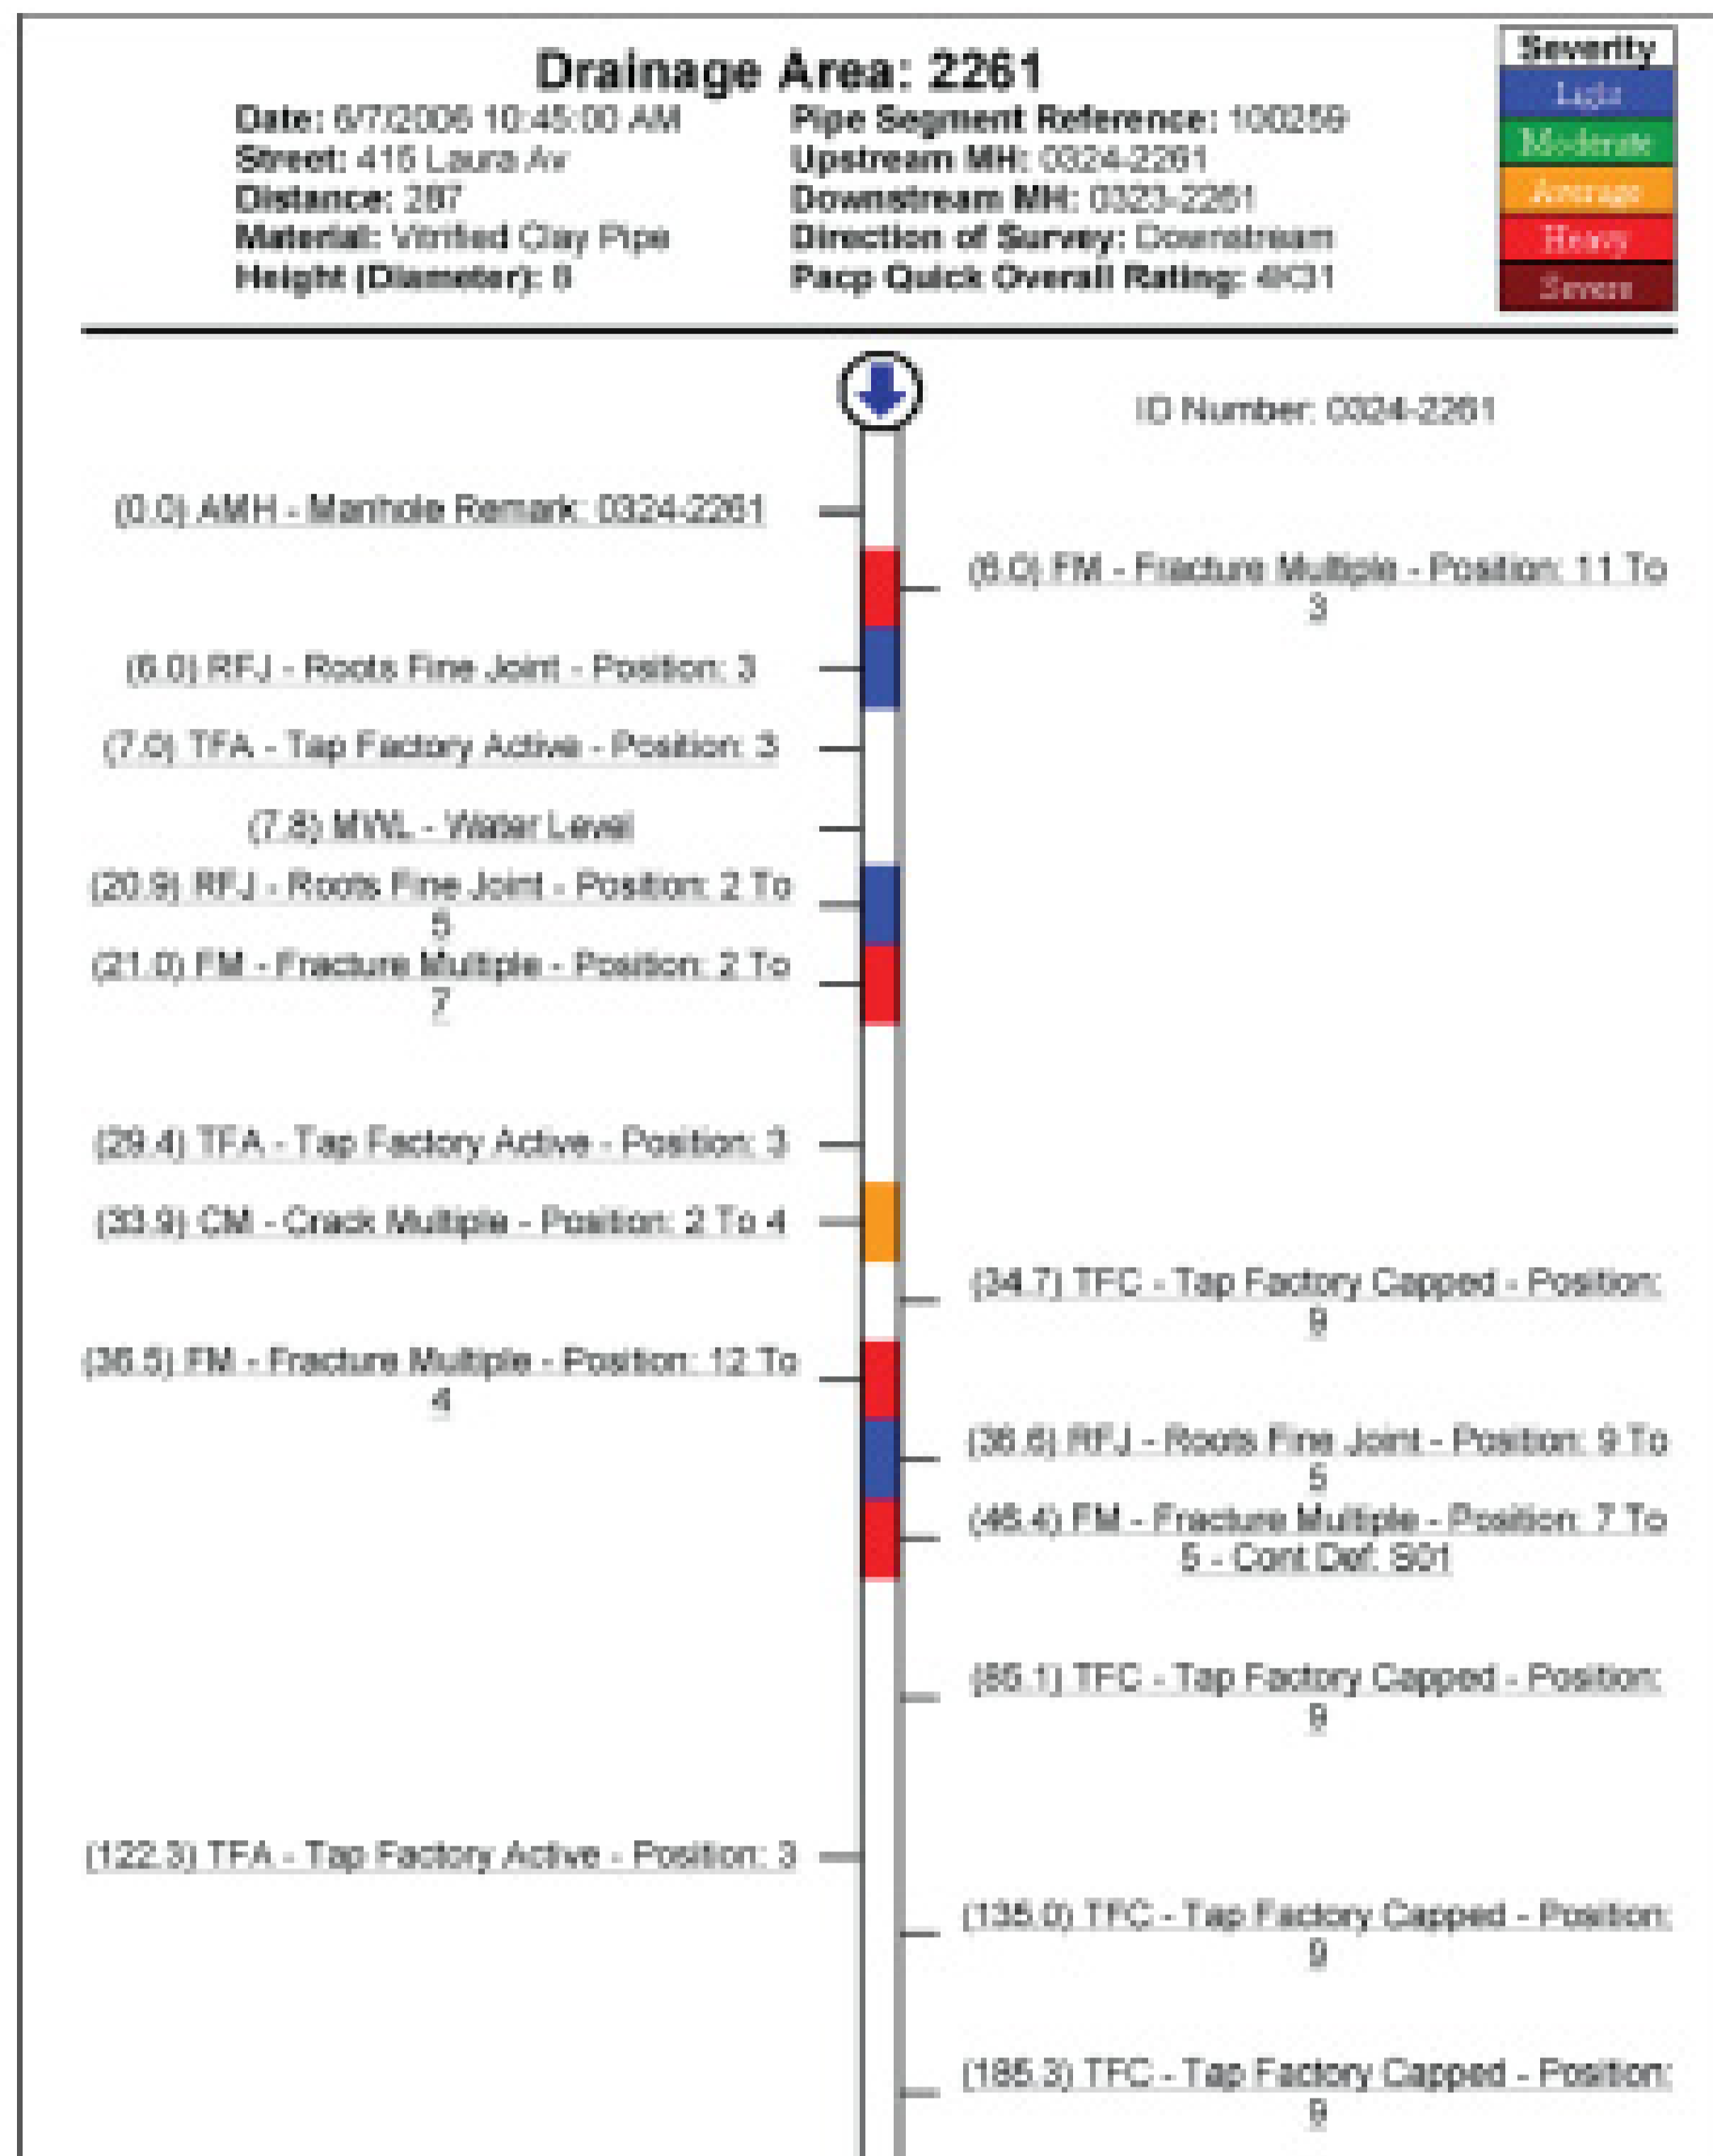 Drainage Area: 2261
Date: 6/7/2006 10:45:00 AM
Street: 415 Laura Av
Distance: 287
Material: Vitrified Clay Pipe
Height (Diameter): 8
Pipe Segment Reference: 100259
Upstream MH: 0324-2261
Downstream MH: 0323-2261
Direction of Survey: Downstream
Pacp Quick Overall Rating:
Severity
Light
Moderate
Average
Heavy
Severe
ID Number: 0324-2261
(0.0) AMH - Manhole Remark: 0324-2261
(6.0) FM - Fracture Multiple - Position: 11 To
3
(6.0) RFJ - Roots Fine Joint - Position: 3
(7.0) TFA - Tap Factory Active - Position: 3
(7.8) MWL - Water Level
(20.9) RFJ - Roots Fine Joint - Position: 2 To
5
(21.0) FM - Fracture Multiple - Position: 2 To
7
(29.4) TFA - Tap Factory Active - Position: 3
(33.9) CM - Crack Multiple - Position: 2 To 4
(34.7) TFC - Tap Factory Capped - Position:
9
(36.5) FM - Fracture Multiple - Position: 12 To
4
(36.6) RFJ - Roots Fine Joint - Position: 9 To
5
(46.4) FM - Fracture Multiple - Position: 7 To
5 - Cont Def. S01
(85.1) TFC - Tap Factory Capped - Position:
9
(122.3) TFA - Tap Factory Active - Position: 3
(135.0) TFC - Tap Factory Capped - Position:
9
(185.3) TFC - Tap Factory Capped - Position:
9